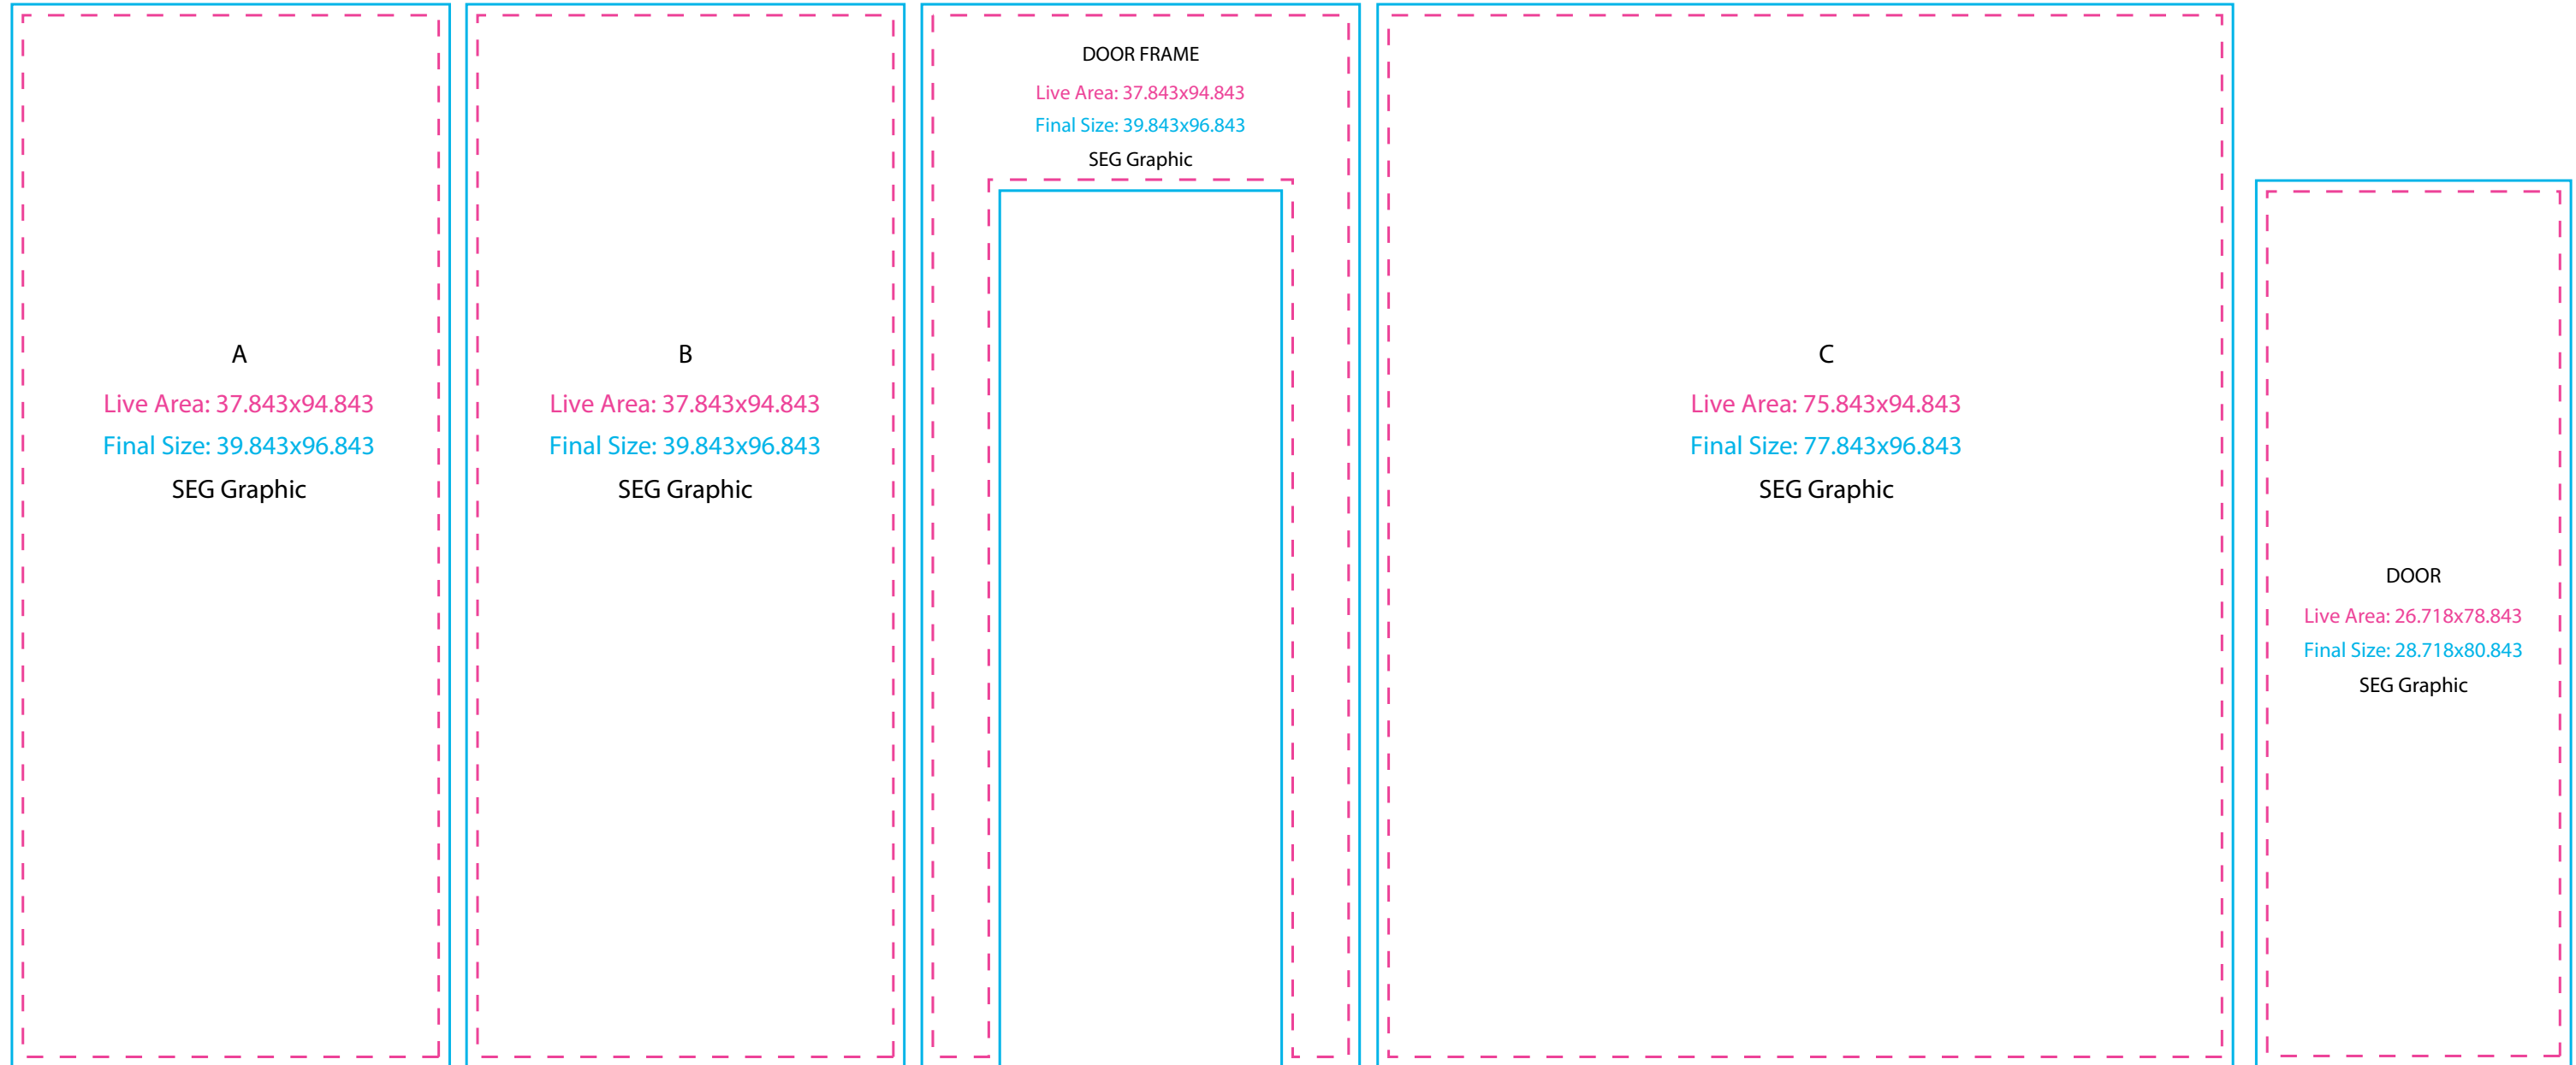 A
Live Area: 37.843x94.843
Final Size: 39.843x96.843
SEG Graphic
B
Live Area: 37.843x94.843
Final Size: 39.843x96.843
SEG Graphic
DOOR FRAME
Live Area: 37.843x94.843
Final Size: 39.843x96.843
SEG Graphic
C
Live Area: 75.843x94.843
Final Size: 77.843x96.843
SEG Graphic
DOOR
Live Area: 26.718x78.843
Final Size: 28.718x80.843
SEG Graphic